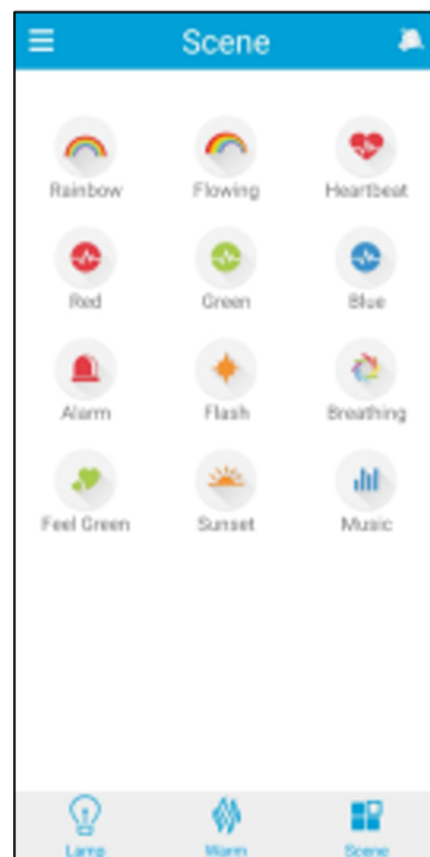 Scene
Rainbow Flowing Heartbeat
Red Green Blue
Alarm Flash Breathing
Feel Green Sunset Music
Lamp Warm Scene